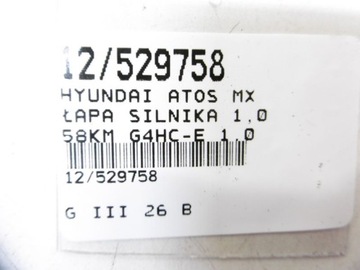 12/529758
HYUNDAI ATOS MX
ŁAPA SILNIKA 1,0
58KM G4HC-E 1,0
12/529758
G III 26 B